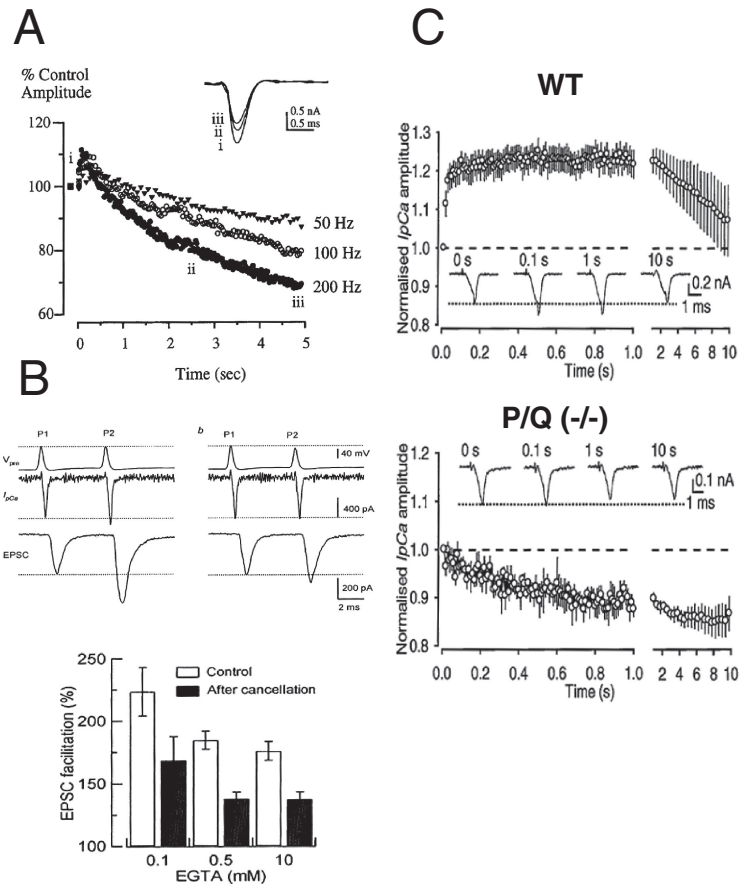 A
% Control
Amplitude
120
100
80
60
i
ii
iii
50 Hz
100 Hz
200 Hz
iii
ii
i
0.5 nA
0.5 ms
0 1 2 3 4 5
Time (sec)
B
P1 P2
b P1 P2
Vpre
40 mV
IpCa
400 pA
EPSC
200 pA
2 ms
EPSC facilitation (%)
250
200
150
100
Control
After cancellation
0.1 0.5 10
EGTA (mM)
C
WT
Normalised IpCa amplitude
1.3
1.2
1.1
1.0
0.9
0.8
0 s 0.1 s 1 s 10 s
0.2 nA
1 ms
0.0 0.2 0.4 0.6 0.8 1.0 2 4 6 8 10
Time (s)
P/Q (-/-)
Normalised IpCa amplitude
1.2
1.1
1.0
0.9
0.8
0 s 0.1 s 1 s 10 s
0.1 nA
1 ms
0.0 0.2 0.4 0.6 0.8 1.0 2 4 6 8 10
Time (s)